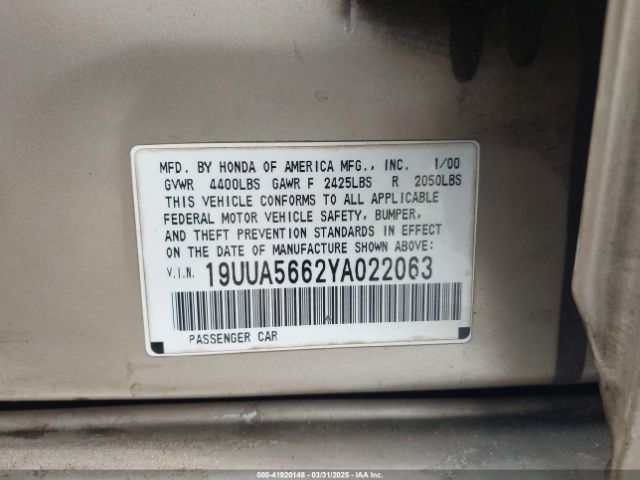 MFD. BY HONDA OF AMERICA MFG., INC. 1/00
GVWR 4400LBS GAWR F 2425LBS R 2050LBS
THIS VEHICLE CONFORMS TO ALL APPLICABLE
FEDERAL MOTOR VEHICLE SAFETY, BUMPER,
AND THEFT PREVENTION STANDARDS IN EFFECT
ON THE DATE OF MANUFACTURE SHOWN ABOVE:
V.I.N. 19UUA5662YA022063
PASSENGER CAR
000-41920148 - 03/31/2025 - IAA Inc.